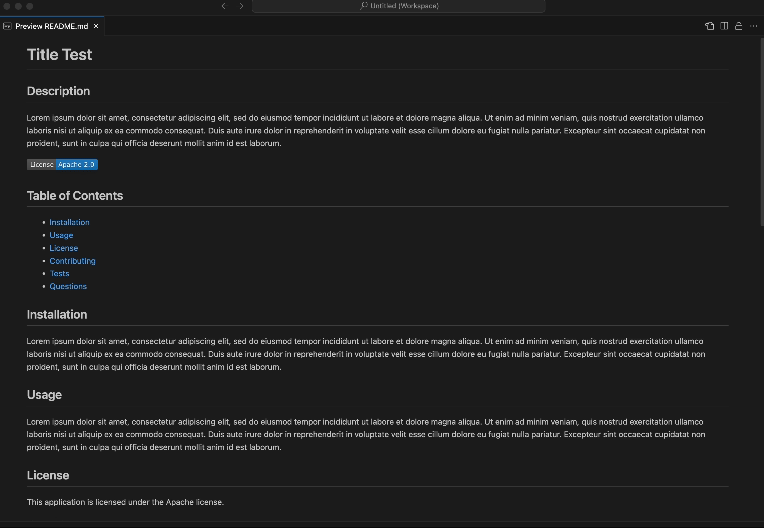 Untitled (Workspace)
Preview README.md
Title Test
Description
Lorem ipsum dolor sit amet, consectetur adipiscing elit, sed do eiusmod tempor incididunt ut labore et dolore magna aliqua. Ut enim ad minim veniam, quis nostrud exercitation ullamco
laboris nisi ut aliquip ex ea commodo consequat. Duis aute irure dolor in reprehenderit in voluptate velit esse cillum dolore eu fugiat nulla pariatur. Excepteur sint occaecat cupidatat non
proident, sunt in culpa qui officia deserunt mollit anim id est laborum.
License Apache 2.0
Table of Contents
• Installation
• Usage
• License
• Contributing
• Tests
• Questions
Installation
Lorem ipsum dolor sit amet, consectetur adipiscing elit, sed do eiusmod tempor incididunt ut labore et dolore magna aliqua. Ut enim ad minim veniam, quis nostrud exercitation ullamco
laboris nisi ut aliquip ex ea commodo consequat. Duis aute irure dolor in reprehenderit in voluptate velit esse cillum dolore eu fugiat nulla pariatur. Excepteur sint occaecat cupidatat non
proident, sunt in culpa qui officia deserunt mollit anim id est laborum.
Usage
Lorem ipsum dolor sit amet, consectetur adipiscing elit, sed do eiusmod tempor incididunt ut labore et dolore magna aliqua. Ut enim ad minim veniam, quis nostrud exercitation ullamco
laboris nisi ut aliquip ex ea commodo consequat. Duis aute irure dolor in reprehenderit in voluptate velit esse cillum dolore eu fugiat nulla pariatur. Excepteur sint occaecat cupidatat non
proident, sunt in culpa qui officia deserunt mollit anim id est laborum.
License
This application is licensed under the Apache license.